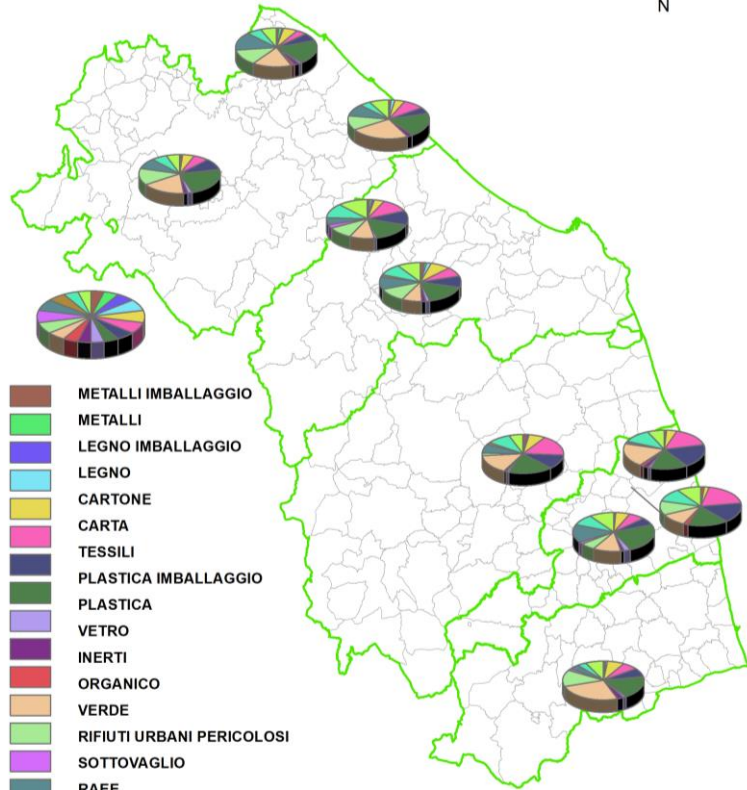 N
METALLI IMBALLAGGIO
METALLI
LEGNO IMBALLAGGIO
LEGNO
CARTONE
CARTA
TESSILI
PLASTICA IMBALLAGGIO
PLASTICA
VETRO
INERTI
ORGANICO
VERDE
RIFIUTI URBANI PERICOLOSI
SOTTOVAGLIO
RAEE